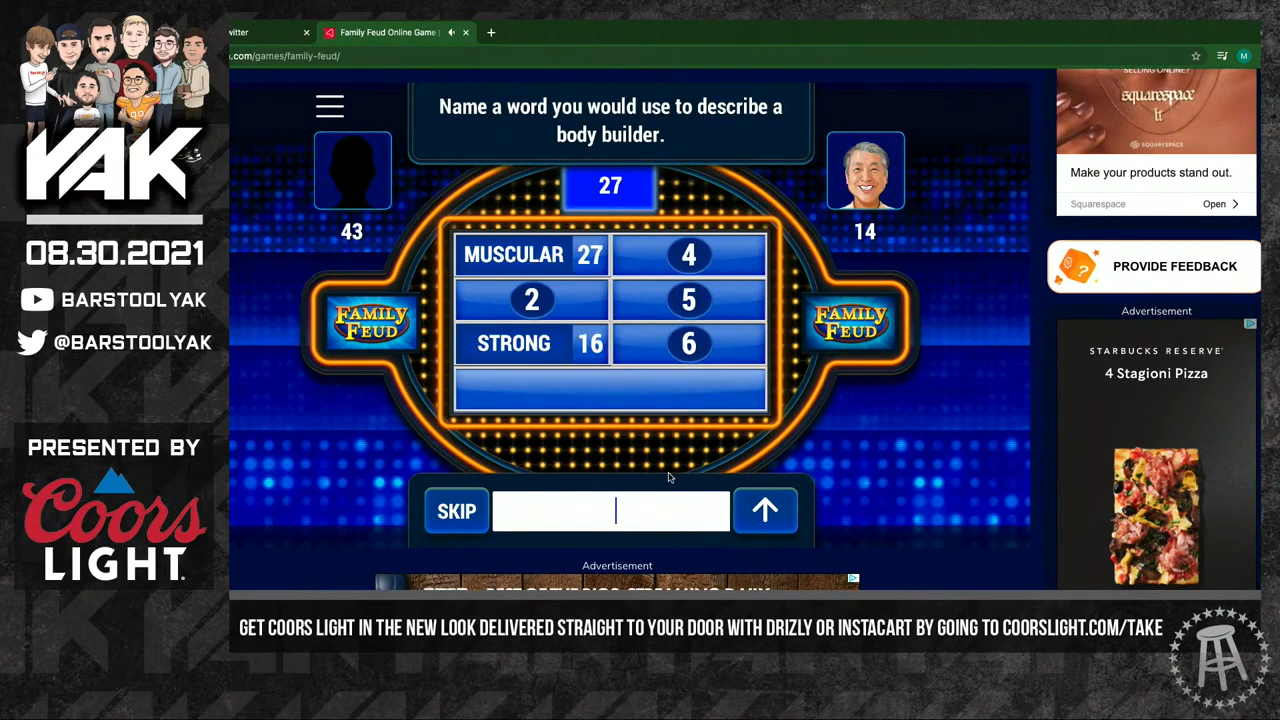 YAK
08.30.2021
BARSTOOLYAK
@BARSTOOLYAK
PRESENTED BY
Coors
LIGHT
witter
Family Feud Online Game |
.com/games/family-feud/
M
Name a word you would use to describe a
body builder.
27
43
14
MUSCULAR 27
4
2
5
STRONG 16
6
FAMILY
FEUD
FAMILY
FEUD
SKIP
Advertisement
SELLING ONLINE?
squarespace
SQUARESPACE
Make your products stand out.
Squarespace
Open
PROVIDE FEEDBACK
Advertisement
STARBUCKS RESERVE
4 Stagioni Pizza
GET COORS LIGHT IN THE NEW LOOK DELIVERED STRAIGHT TO YOUR DOOR WITH DRIZLY OR INSTACART BY GOING TO COORSLIGHT.COM/TAKE